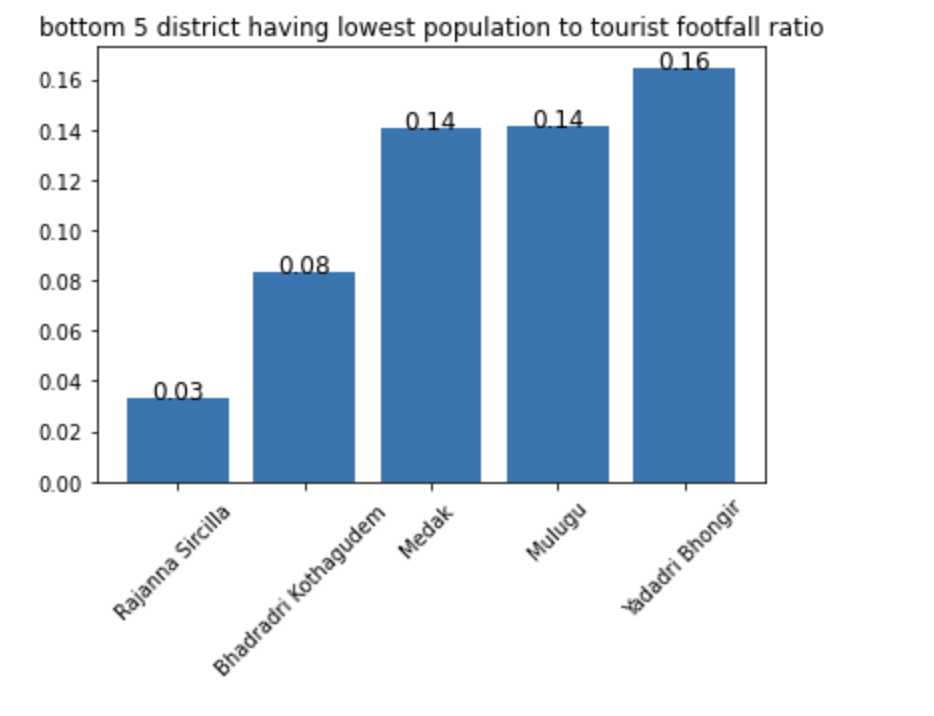 bottom 5 district having lowest population to tourist footfall ratio
0.16
0.14
0.12
0.10
0.08
0.06
0.04
0.02
0.00
0.03
0.08
0.14
0.14
0.16
Rajanna Sircilla
Bhadradri Kothagudem
Medak
Mulugu
Yadadri Bhongir